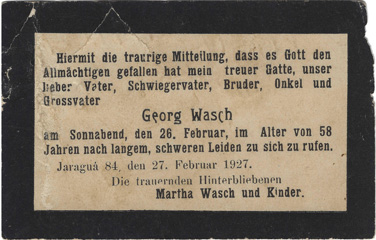 Hiermit die traurige Mitteilung, dass es Gott den
Allmächtigen gefallen hat mein treuer Gatte, unser
lieber Vater, Schwiegervater, Bruder, Onkel und
Grossvater
Georg Wasch
am Sonnabend, den 26. Februar, im Alter von 58
Jahren nach langem, schweren Leiden zu sich zu rufen.
Jaraguá 84, den 27. Februar 1927.
Die trauernden Hinterbliebenen
Martha Wasch und Kinder.